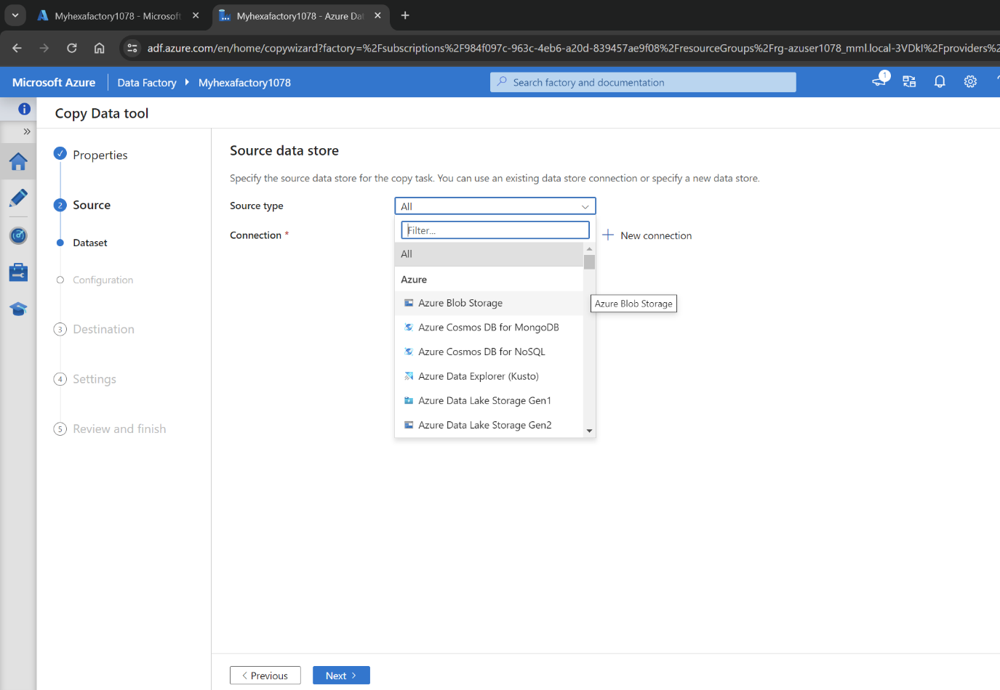 Myhexafactory1078 - Microsoft
Myhexafactory1078 - Azure Dat
adf.azure.com/en/home/copywizard?factory=%2Fsubscriptions%2F984f097c-963c-4eb6-a20d-839457ae9f08%2FresourceGroups%2Frg-azuser1078_mml.local-3VDkI%2Fproviders%2
Microsoft Azure
Data Factory
Myhexafactory1078
Search factory and documentation
1
Copy Data tool
Properties
2 Source
Dataset
Configuration
3 Destination
4 Settings
5 Review and finish
Source data store
Specify the source data store for the copy task. You can use an existing data store connection or specify a new data store.
Source type
All
Connection *
Filter...
New connection
All
Azure
Azure Blob Storage
Azure Blob Storage
Azure Cosmos DB for MongoDB
Azure Cosmos DB for NoSQL
Azure Data Explorer (Kusto)
Azure Data Lake Storage Gen1
Azure Data Lake Storage Gen2
Previous
Next